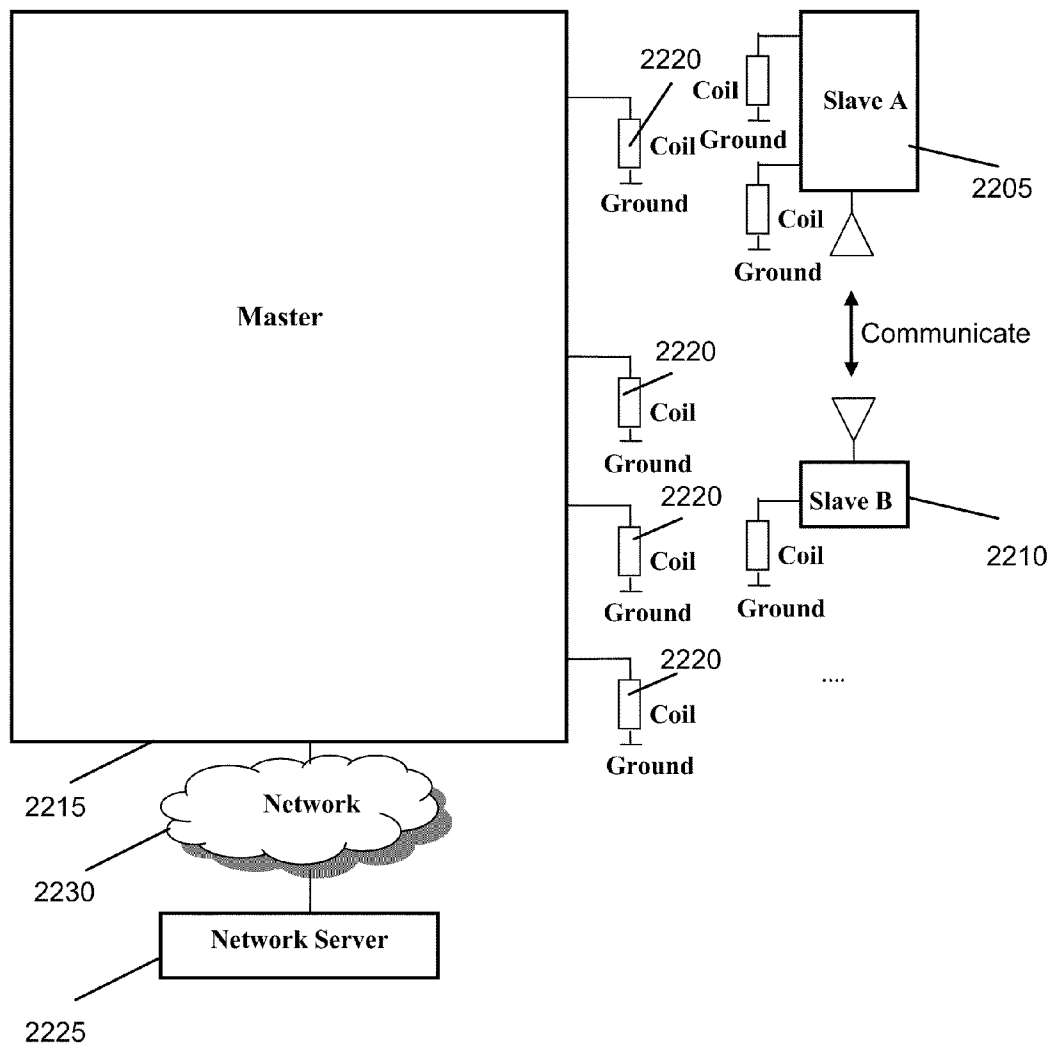 2220
Coil
Slave A
Coil
Ground
2205
Ground
Coil
Ground
Master
Communicate
2220
Coil
Ground
2220
Slave B
Coil
Coil
2210
Ground
Ground
2220
....
Coil
Ground
2215
Network
2230
Network Server
2225